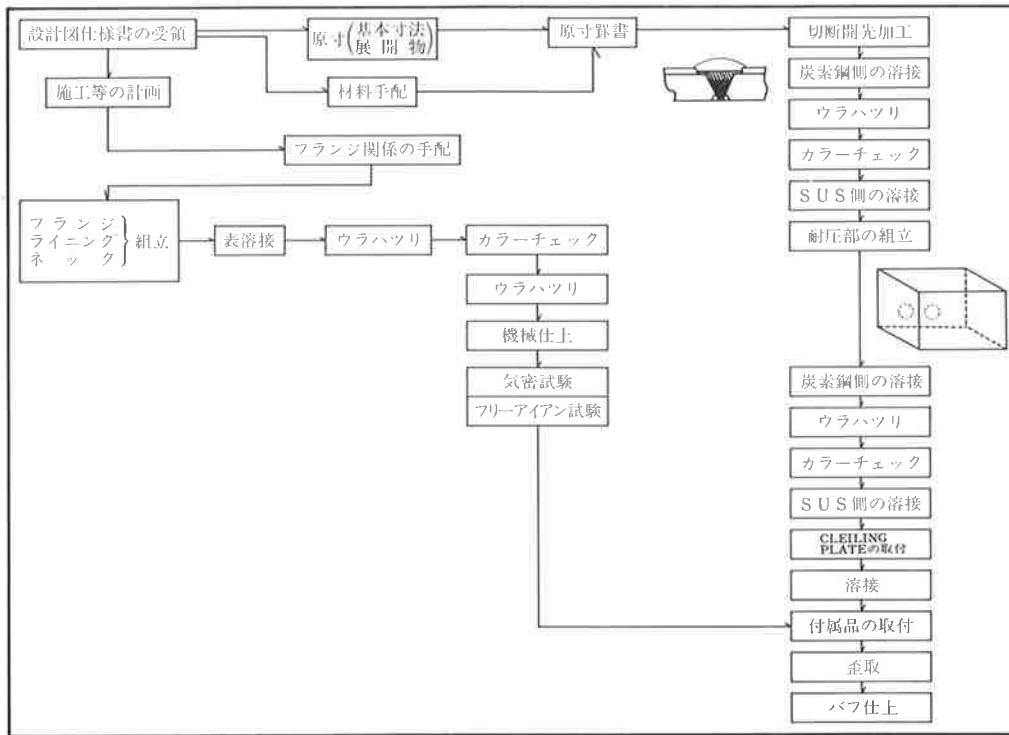 設計図仕様書の受領
原寸(基本寸法
展開物)
原寸罫書
切断開先加工
施工等の計画
材料手配
炭素鋼側の溶接
ウラハツリ
フランジ関係の手配
カラーチェック
SUS側の溶接
耐圧部の組立
フランジ
ライニング
ネック
}組立
表溶接
ウラハツリ
カラーチェック
ウラハツリ
機械仕上
気密試験
フリーアイアン試験
炭素鋼側の溶接
ウラハツリ
カラーチェック
SUS側の溶接
CLEILING
PLATEの取付
溶接
付属品の取付
歪取
バフ仕上